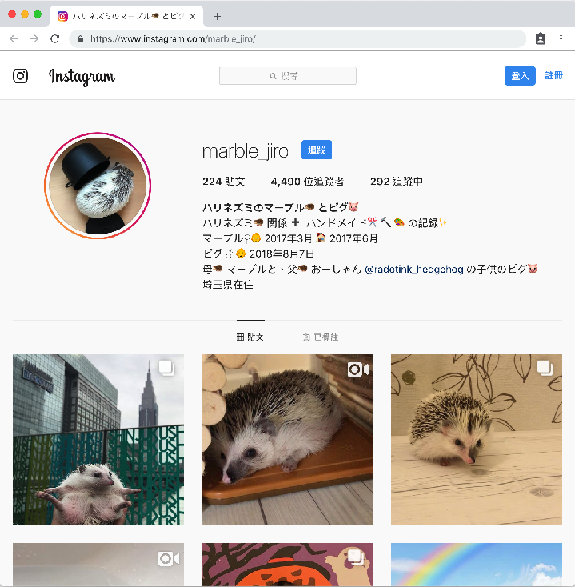 ハリネズミのマーブル🦔 とピグ
https://www.instagram.com/marble_jiro/
Instagram
搜尋
登入
註冊
marble_jiro
追蹤
224 貼文
4,490 位追蹤者
292 追蹤中
ハリネズミのマーブル🦔 とピグ🐷
ハリネズミ🦔 関係 ➕ ハンドメイド✂️ 🔨 🎨 の記録✨
マーブル♀ 2017年3月 🏠 2017年6月
ピグ 2018年8月7日
母🦔 マーブルと・父🦔 おーしゃん @radotink_hedgehog の子供のピグ🐷
埼玉県在住
貼文
已標註